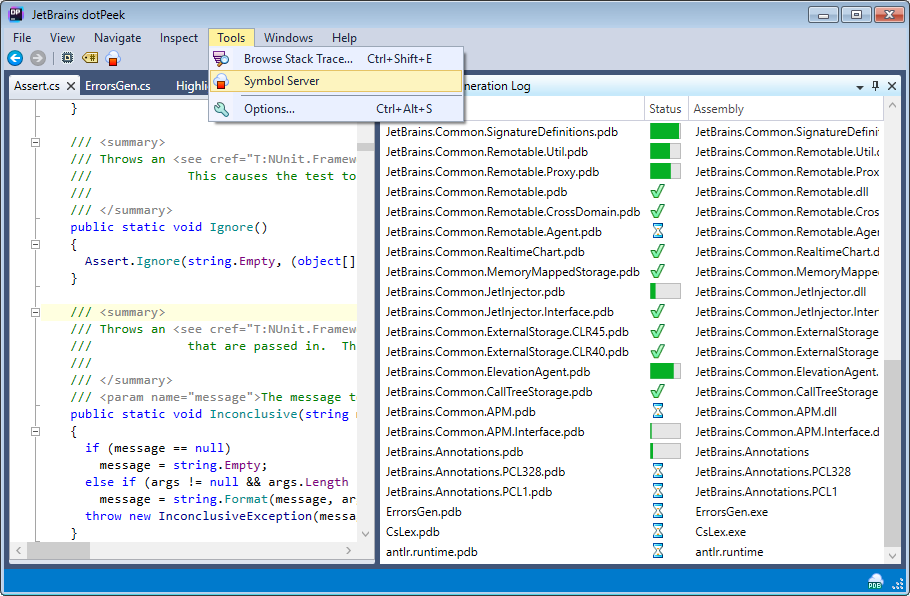 DP JetBrains dotPeek
File View Navigate Inspect Tools Windows Help
Browse Stack Trace... Ctrl+Shift+E
Symbol Server
Options... Ctrl+Alt+S
Assert.cs ErrorsGen.cs Highli
neration Log
}
/// <summary>
/// Throws an <see cref="T:NUnit.Framew
/// This causes the test to
///
/// </summary>
public static void Ignore()
{
Assert.Ignore(string.Empty, (object[]
}
/// <summary>
/// Throws an <see cref="T:NUnit.Framew
/// that are passed in. Th
///
/// </summary>
/// <param name="message">The message t
public static void Inconclusive(string m
{
if (message == null)
message = string.Empty;
else if (args != null && args.Length
message = string.Format(message, ar
throw new InconclusiveException(messa
}
Status Assembly
JetBrains.Common.SignatureDefinitions.pdb JetBrains.Common.SignatureDefinit
JetBrains.Common.Remotable.Util.pdb JetBrains.Common.Remotable.Util.d
JetBrains.Common.Remotable.Proxy.pdb JetBrains.Common.Remotable.Prox
JetBrains.Common.Remotable.pdb JetBrains.Common.Remotable.dll
JetBrains.Common.Remotable.CrossDomain.pdb JetBrains.Common.Remotable.Cros
JetBrains.Common.Remotable.Agent.pdb JetBrains.Common.Remotable.Agen
JetBrains.Common.RealtimeChart.pdb JetBrains.Common.RealtimeChart.d
JetBrains.Common.MemoryMappedStorage.pdb JetBrains.Common.MemoryMapped
JetBrains.Common.JetInjector.pdb JetBrains.Common.JetInjector.dll
JetBrains.Common.JetInjector.Interface.pdb JetBrains.Common.JetInjector.Inter
JetBrains.Common.ExternalStorage.CLR45.pdb JetBrains.Common.ExternalStorage
JetBrains.Common.ExternalStorage.CLR40.pdb JetBrains.Common.ExternalStorage
JetBrains.Common.ElevationAgent.pdb JetBrains.Common.ElevationAgent.
JetBrains.Common.CallTreeStorage.pdb JetBrains.Common.CallTreeStorage
JetBrains.Common.APM.pdb JetBrains.Common.APM.dll
JetBrains.Common.APM.Interface.pdb JetBrains.Common.APM.Interface.d
JetBrains.Annotations.pdb JetBrains.Annotations
JetBrains.Annotations.PCL328.pdb JetBrains.Annotations.PCL328
JetBrains.Annotations.PCL1.pdb JetBrains.Annotations.PCL1
ErrorsGen.pdb ErrorsGen.exe
CsLex.pdb CsLex.exe
antlr.runtime.pdb antlr.runtime
PDB